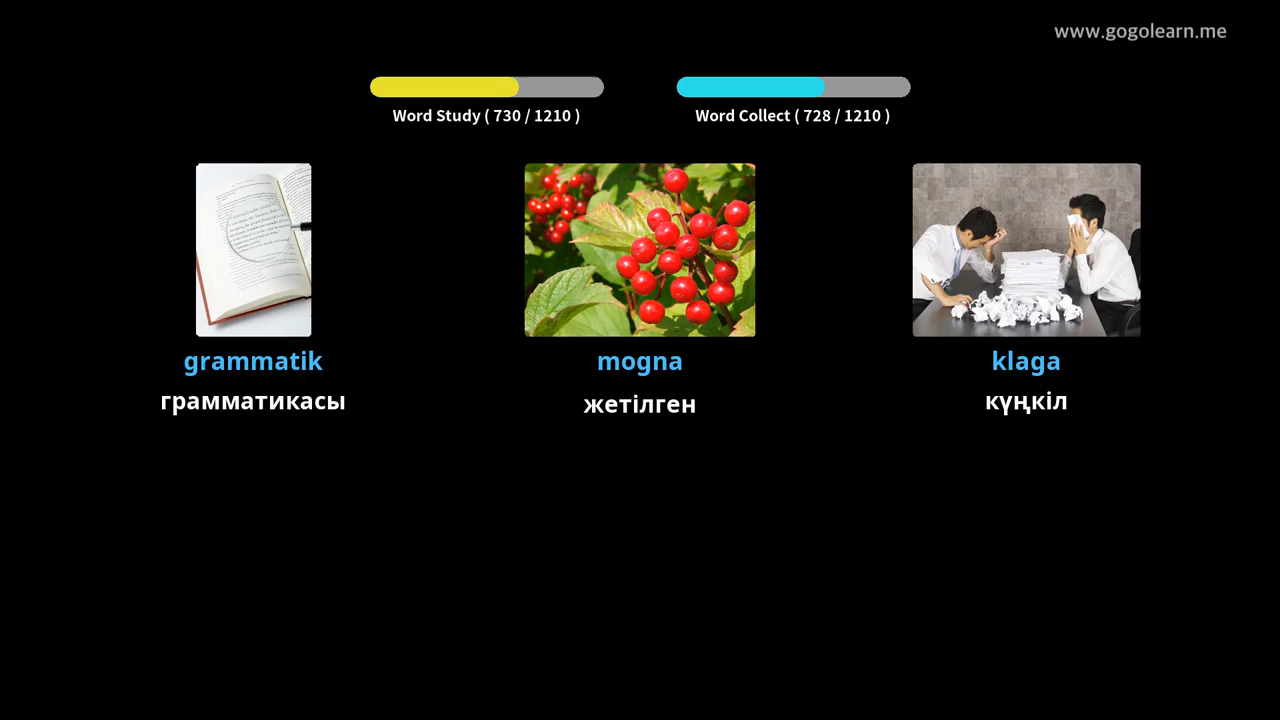 www.gogolearn.me
Word Study ( 730 / 1210 )
Word Collect ( 728 / 1210 )
grammatik
mogna
klaga
грамматикасы
жетілген
күңкіл